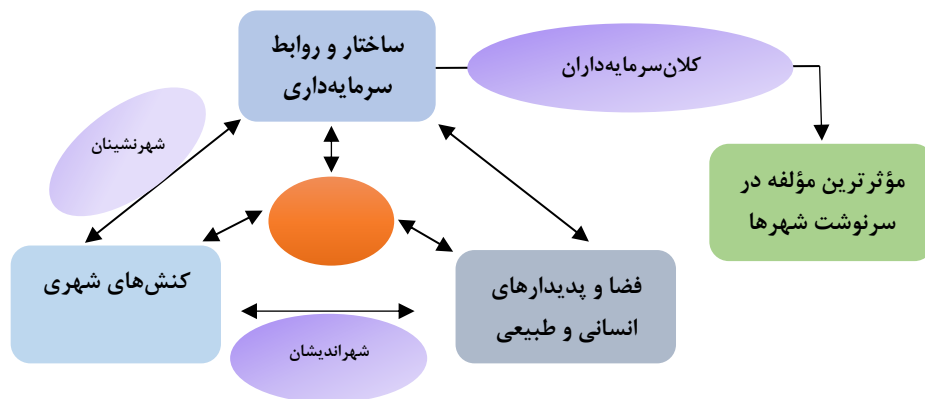 ساختار و روابط
سرمایه‌داری
کلان‌سرمایه‌داران
شهرنشینان
مؤثرترین مؤلفه در
سرنوشت شهرها
کنش‌های شهری
فضا و پدیدارهای
انسانی و طبیعی
شهراندیشان